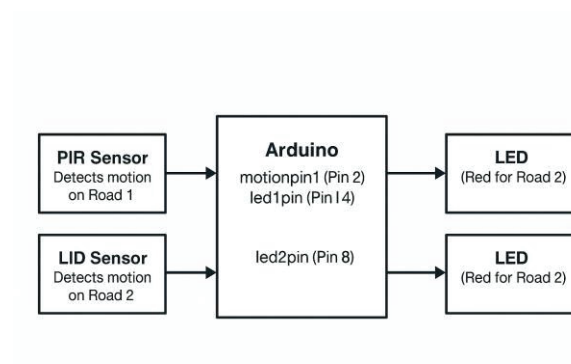 PIR Sensor
Detects motion
on Road 1
Arduino
motionpin1 (Pin 2)
led1pin (Pin I 4)
led2pin (Pin 8)
LED
(Red for Road 2)
LID Sensor
Detects motion
on Road 2
LED
(Red for Road 2)